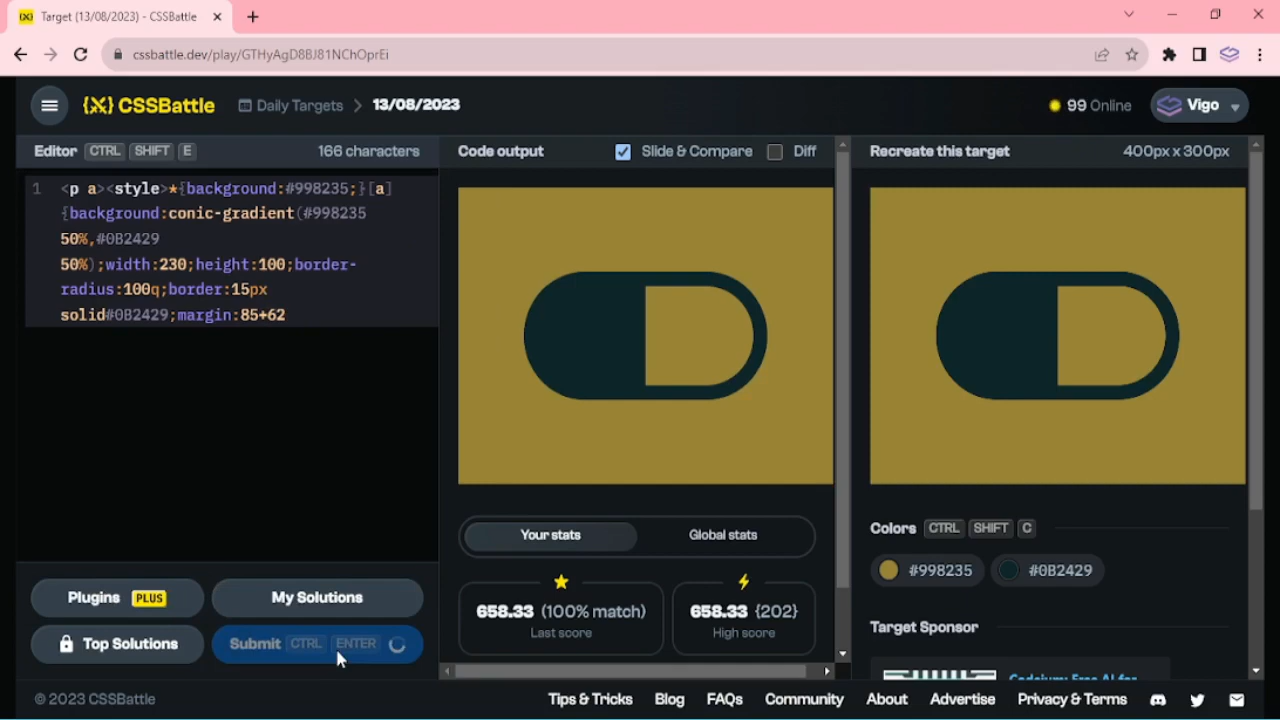 Target (13/08/2023) - CSSBattle
cssbattle.dev/play/GTHyAgD8BJ81NChOprEi
{X} CSSBattle
Daily Targets > 13/08/2023
99 Online
Vigo
Editor CTRL SHIFT E 166 characters
Code output
Slide & Compare
Diff
Recreate this target 400px x 300px
1 <p a><style>*{background:#998235;}[a]
{background:conic-gradient(#998235
50%,#0B2429
50%);width:230;height:100;border-
radius:100q;border:15px
solid#0B2429;margin:85+62
Your stats
Global stats
658.33 (100% match)
Last score
658.33 {202}
High score
Colors CTRL SHIFT C
#998235
#0B2429
Target Sponsor
Codeium: Free AI for
Plugins PLUS
My Solutions
Top Solutions
Submit CTRL ENTER
© 2023 CSSBattle
Tips & Tricks Blog FAQs Community About Advertise Privacy & Terms